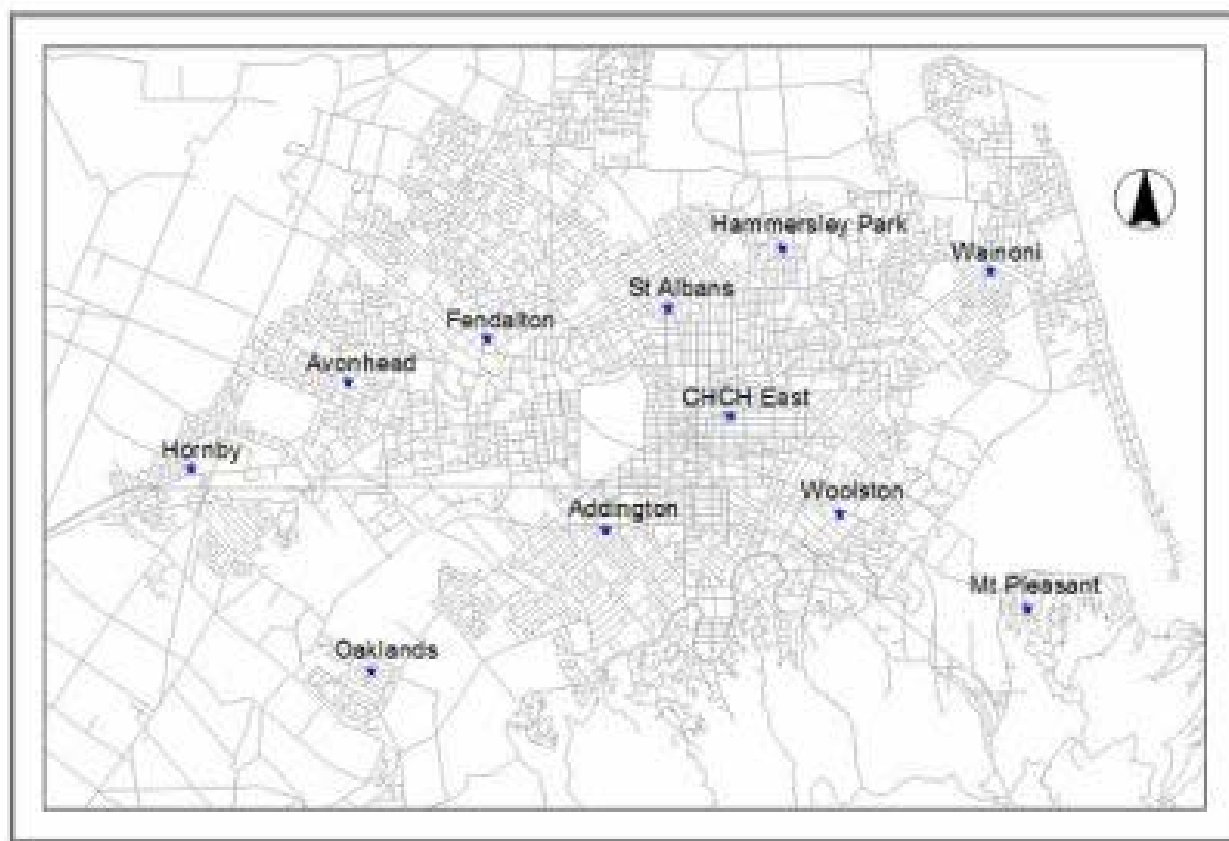 Hammersley Park
Wainoni
St Albans
Fendalton
Avonhead
CHCH East
Hornby
Woolston
Addington
Mt Pleasant
Oaklands